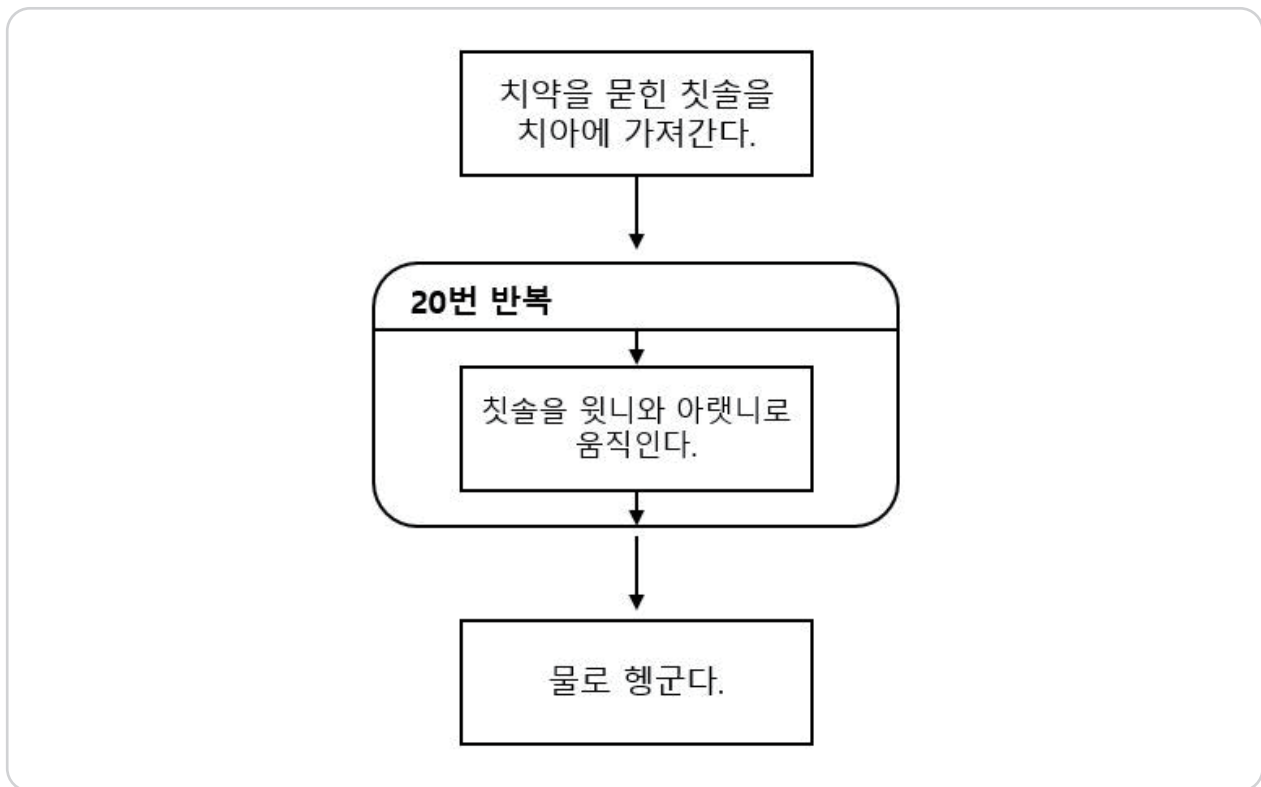 치약을 묻힌 칫솔을
치아에 가져간다.
20번 반복
칫솔을 윗니와 아랫니로
움직인다.
물로 헹군다.